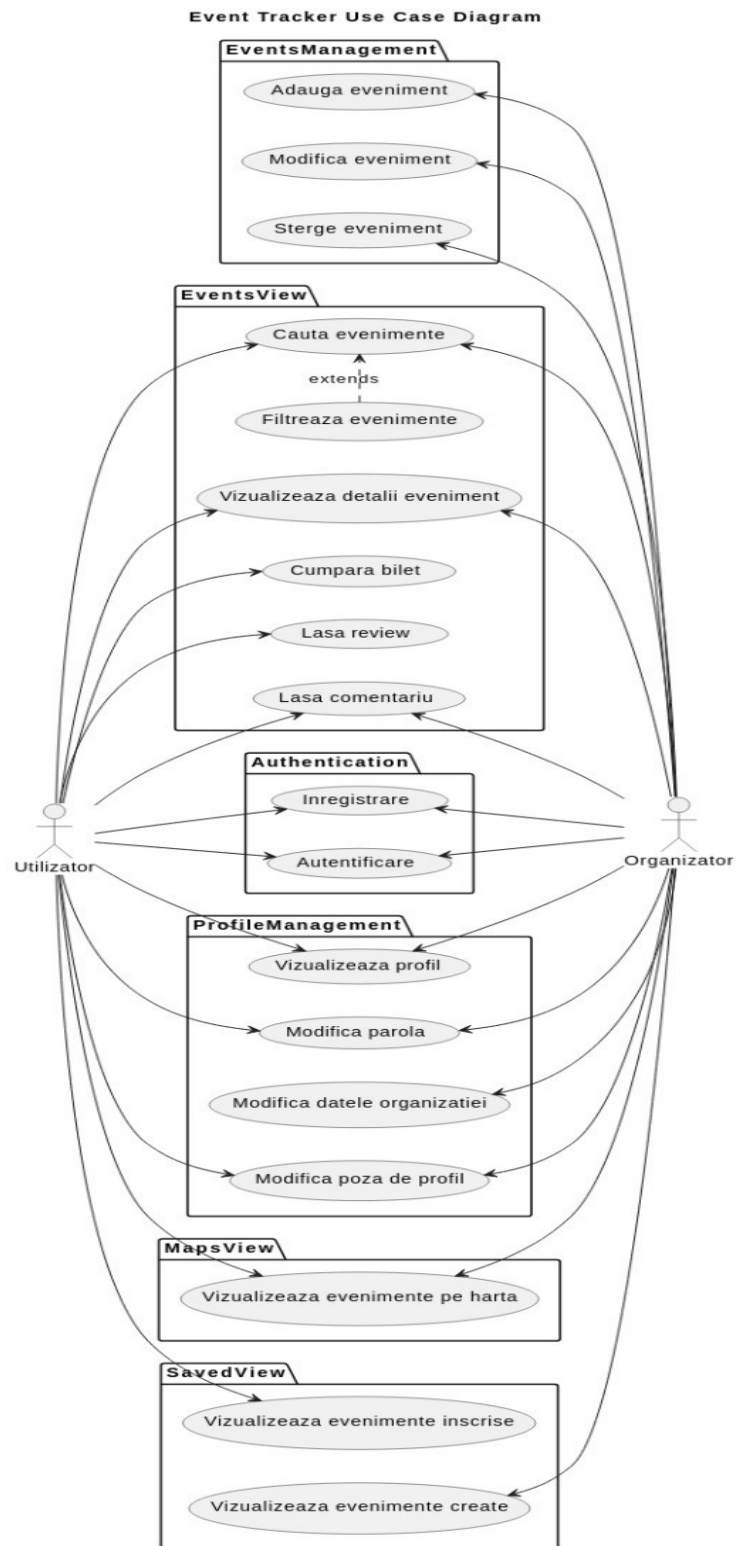 Event Tracker Use Case Diagram
EventsManagement
Adauga eveniment
Modifica eveniment
Sterge eveniment
EventsView
Cauta evenimente
extends
Filtreaza evenimente
Vizualizeaza detalii eveniment
Cumpara bilet
Lasa review
Lasa comentariu
Authentication
Inregistrare
Autentificare
Utilizator
Organizator
ProfileManagement
Vizualizeaza profil
Modifica parola
Modifica datele organizatiei
Modifica poza de profil
MapsView
Vizualizeaza evenimente pe harta
SavedView
Vizualizeaza evenimente inscrise
Vizualizeaza evenimente create